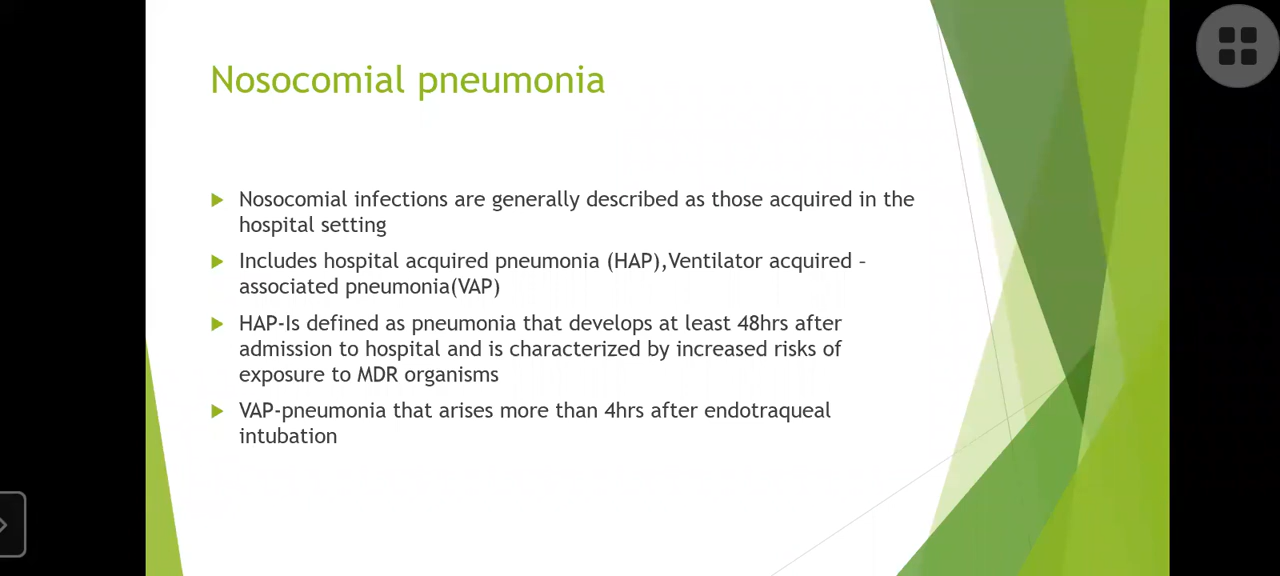 Nosocomial pneumonia
Nosocomial infections are generally described as those acquired in the
hospital setting
Includes hospital acquired pneumonia (HAP),Ventilator acquired –
associated pneumonia(VAP)
HAP-Is defined as pneumonia that develops at least 48hrs after
admission to hospital and is characterized by increased risks of
exposure to MDR organisms
VAP-pneumonia that arises more than 4hrs after endotraqueal
intubation